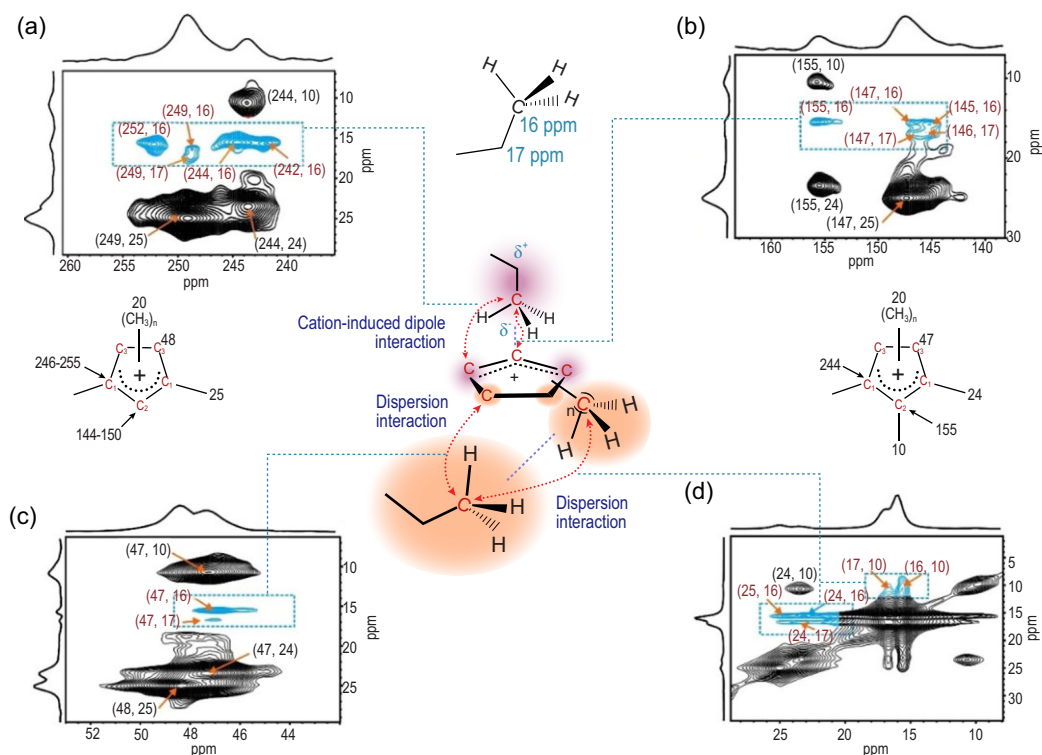 (a)
(244, 10)
(249, 16)
(252, 16)
(249, 17)
(244, 16)
(242, 16)
(249, 25)
(244, 24)
10
15
20
25
ppm
260
255
250
245
240
ppm
H
H
C
H
16 ppm
17 ppm
(b)
(155, 10)
(147, 16)
(155, 16)
(145, 16)
(147, 17)
(146, 17)
(155, 24)
(147, 25)
10
20
30
ppm
160
155
150
145
140
ppm
20
(CH₃)ₙ
48
C₃
C₃
+
246-255
C₁
C₁
C₂
25
144-150
δ⁺
C
H
H
H
δ⁻
Cation-induced dipole
interaction
C
C
C
+
C
Dispersion
interaction
C
n
H
H
H
H
C
H
H
Dispersion
interaction
20
(CH₃)ₙ
47
C₃
C₃
+
244
C₁
C₁
C₂
24
155
10
(c)
(47, 10)
(47, 16)
(47, 17)
(47, 24)
(48, 25)
10
15
20
25
ppm
52
50
48
46
44
ppm
(d)
(17, 10)
(16, 10)
(24, 10)
(25, 16)
(24, 16)
(24, 17)
5
10
15
20
25
30
ppm
30
25
20
15
10
ppm